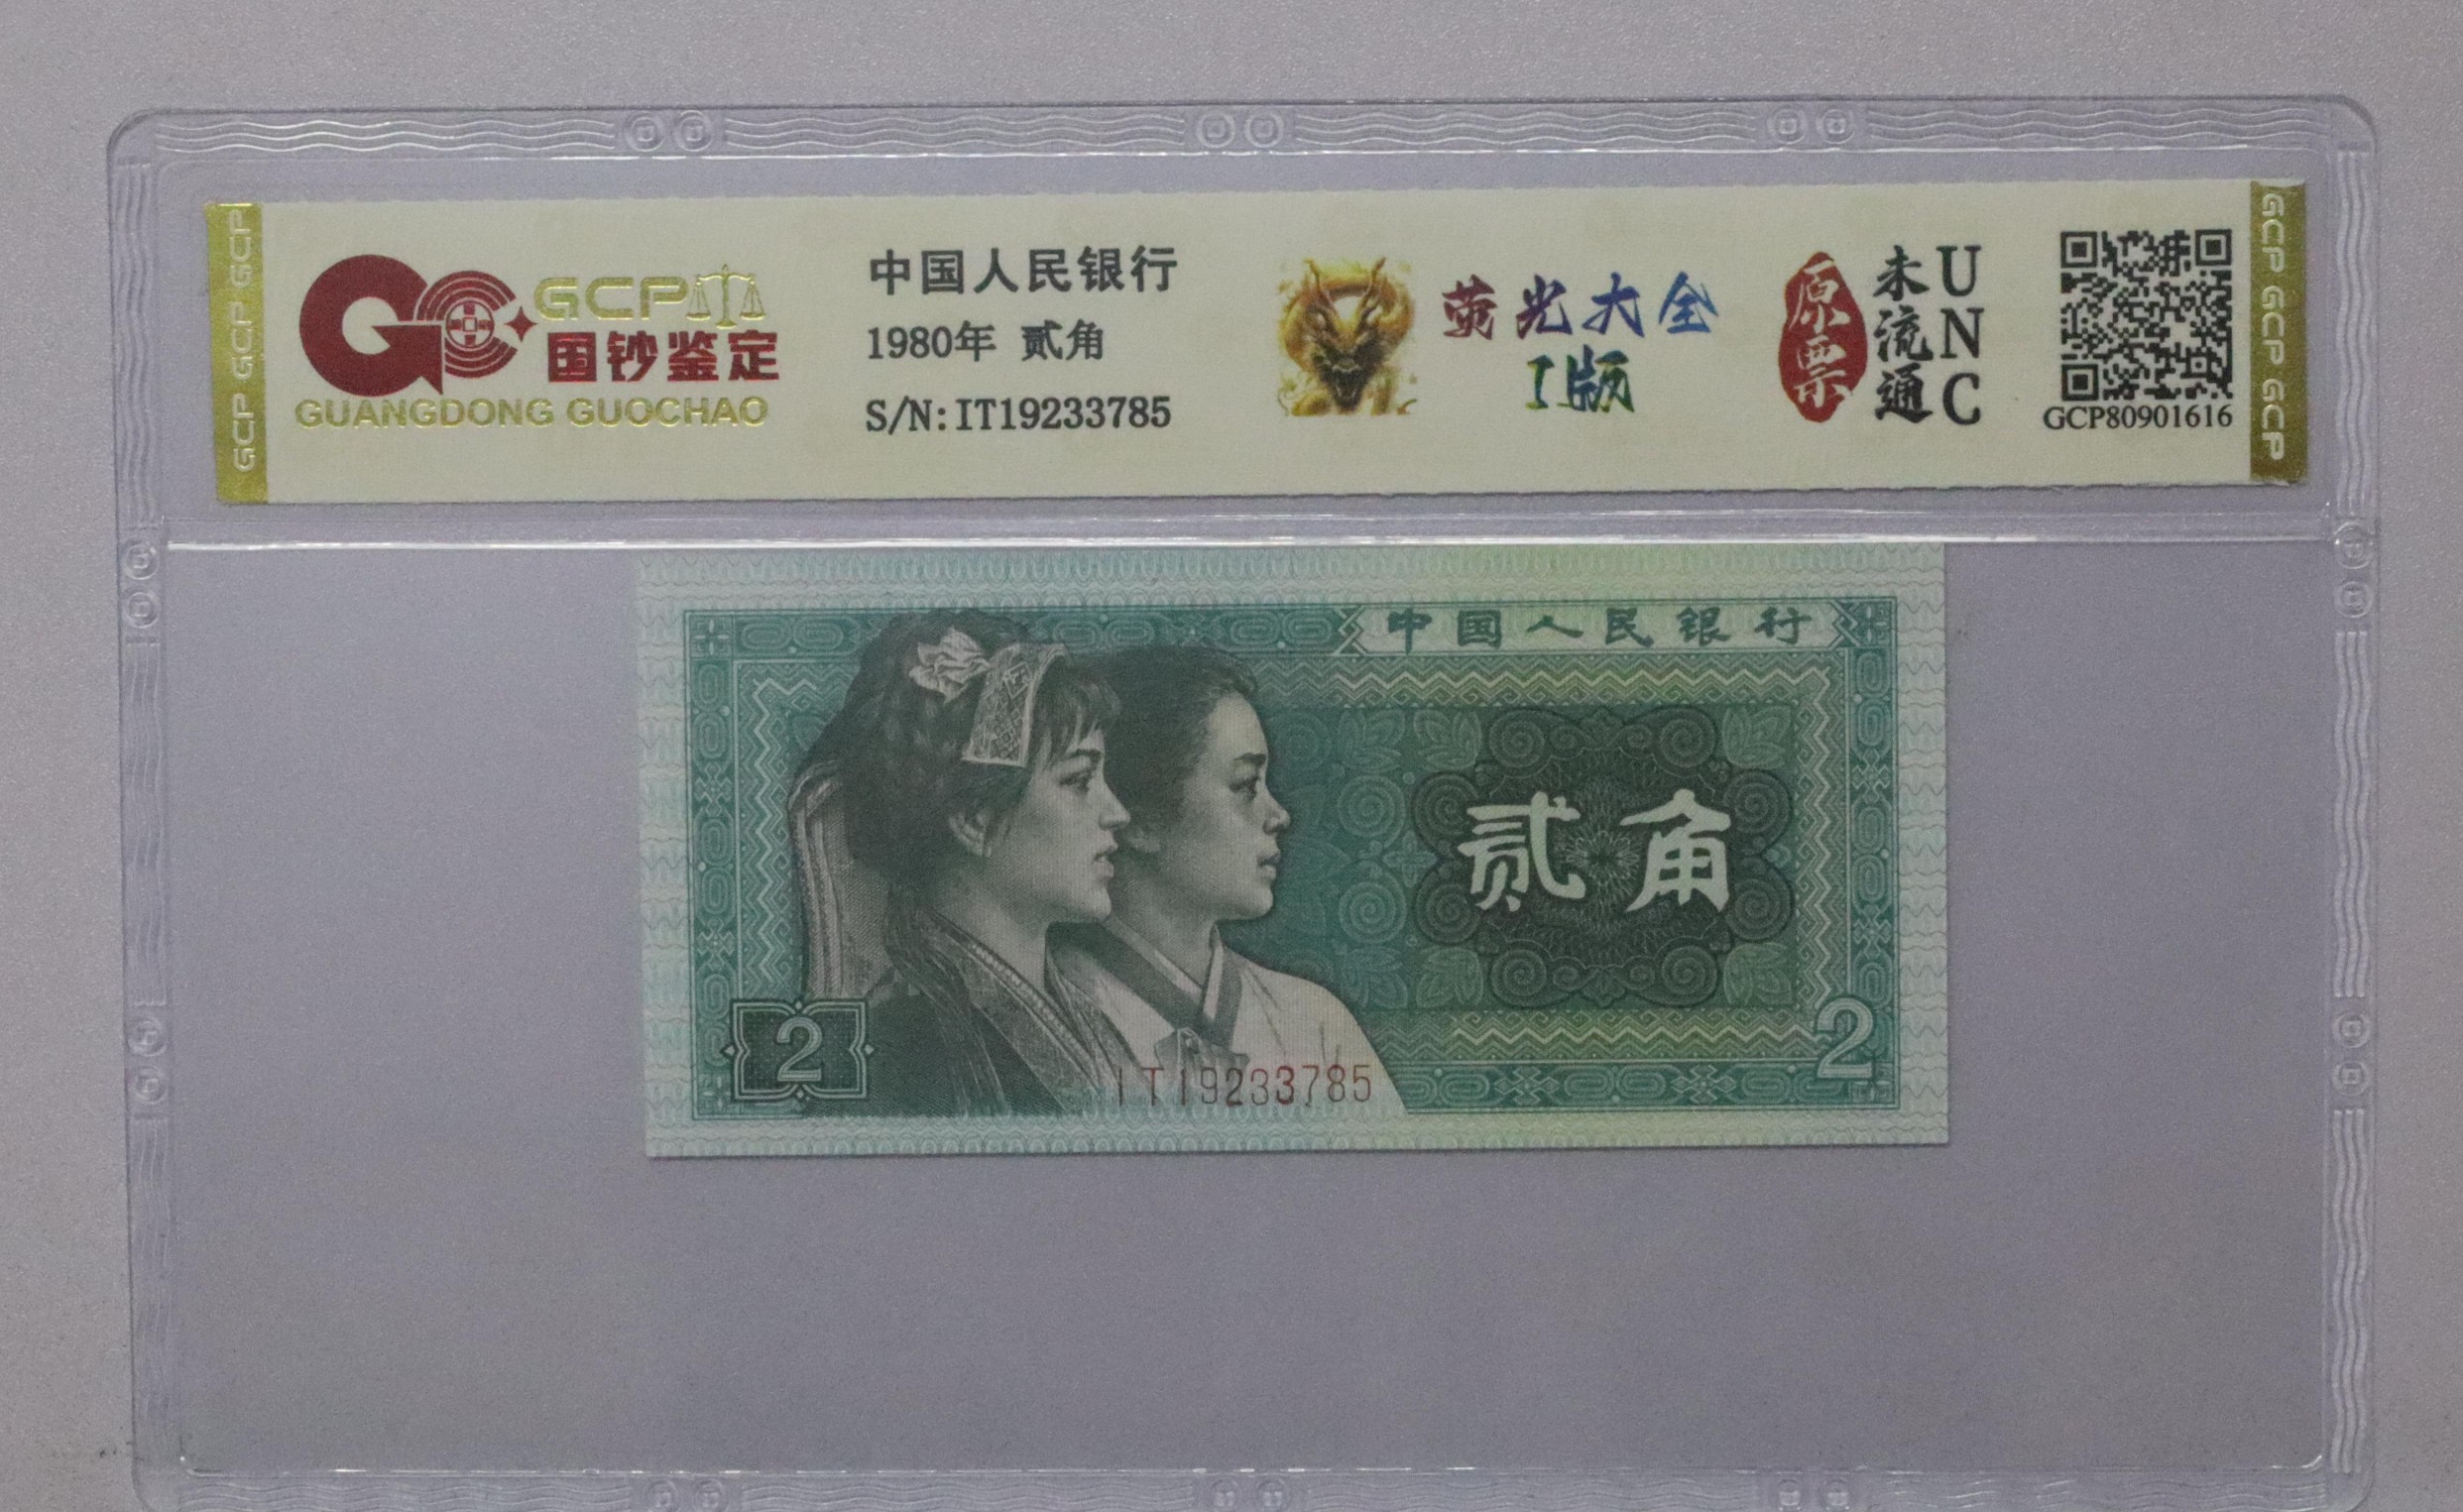 GCP GCP GCP
GCP
国钞鉴定
GUANGDONG GUOCHAO
中国人民银行
1980年 贰角
S/N:IT19233785
荧光大全
I版
原票
未流通
UNC
GCP80901616
GCP GCP GCP
中国人民银行
贰角
2
2
IT19233785